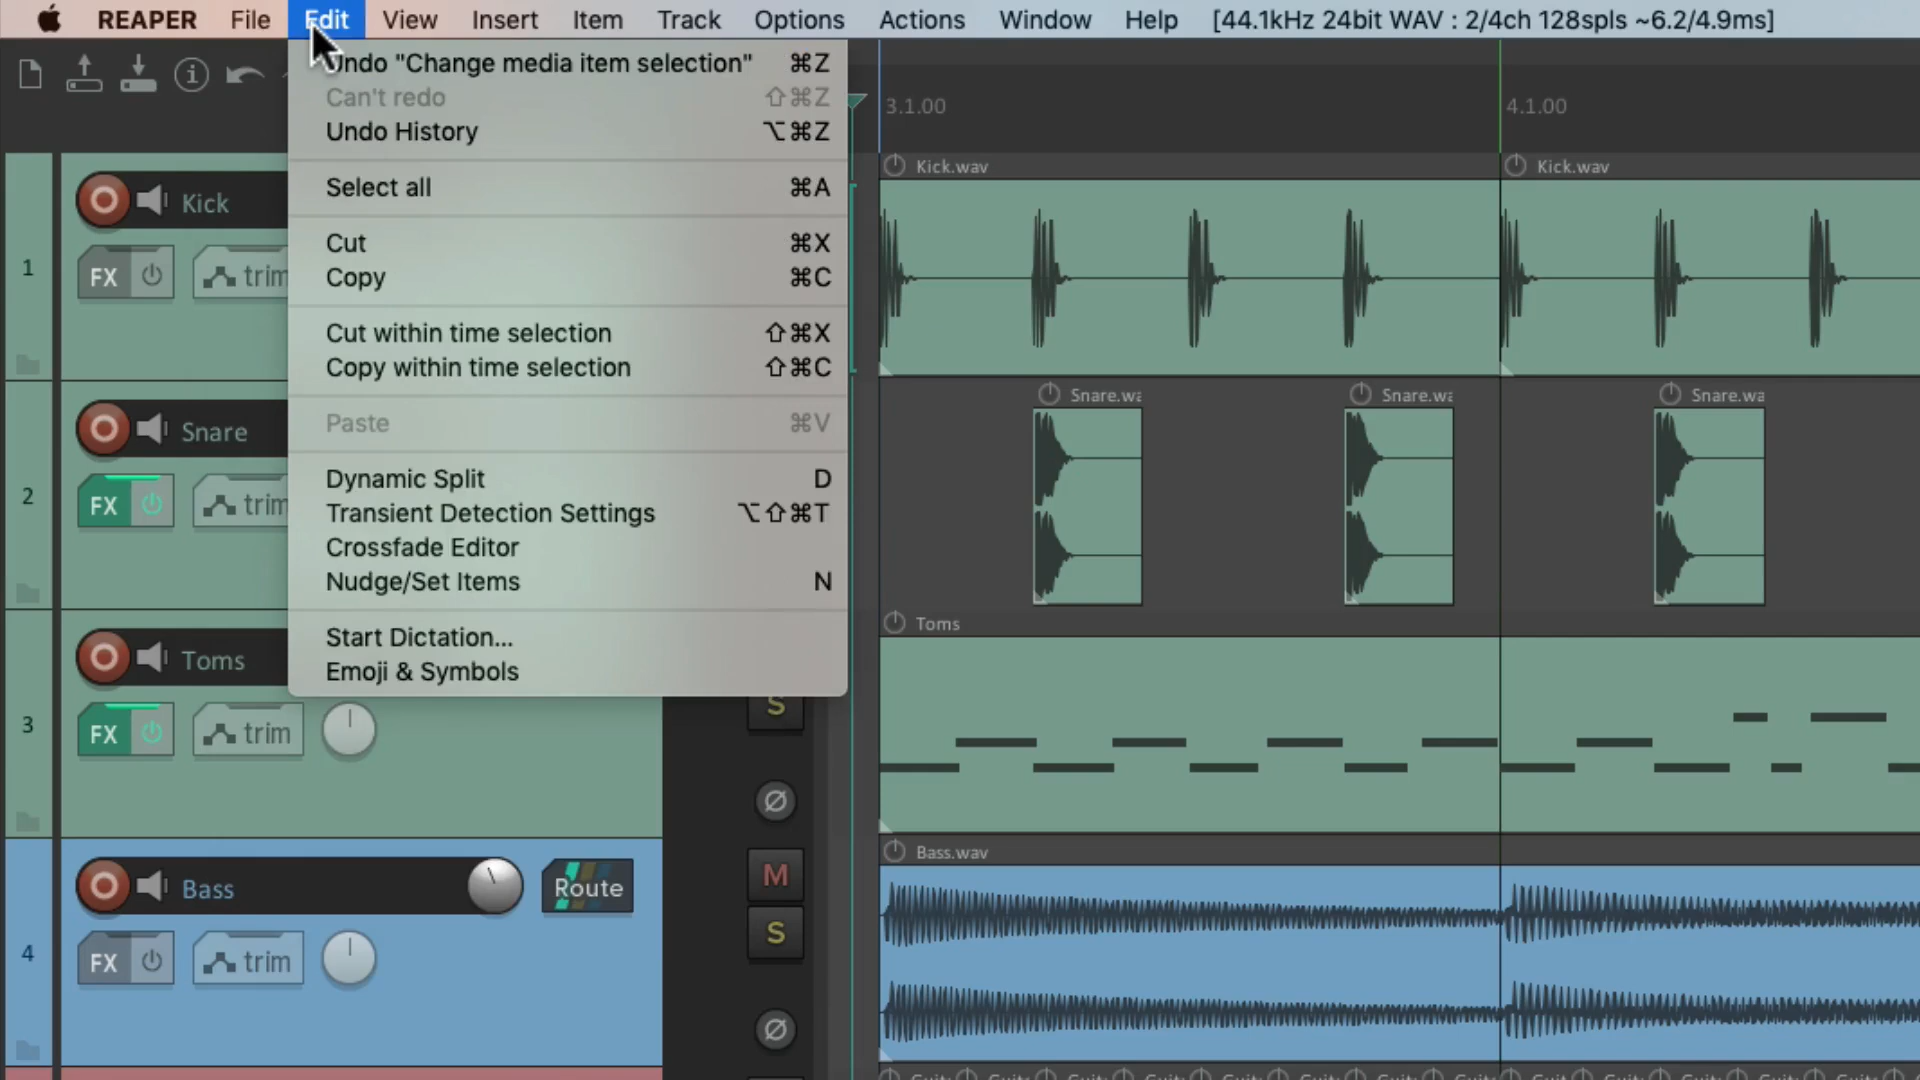 REAPER File Edit View Insert Item Track Options Actions Window Help [44.1kHz 24bit WAV : 2/4ch 128spls ~6.2/4.9ms]
Undo "Change media item selection" ⌘Z
Can't redo ⇧⌘Z
Undo History ⌥⌘Z
Select all ⌘A
Cut ⌘X
Copy ⌘C
Cut within time selection ⇧⌘X
Copy within time selection ⇧⌘C
Paste ⌘V
Dynamic Split D
Transient Detection Settings ⌥⇧⌘T
Crossfade Editor
Nudge/Set Items N
Start Dictation...
Emoji & Symbols
3.1.00 4.1.00
1 Kick
FX trim
Kick.wav Kick.wav
2 Snare
FX trim
Snare.wa Snare.wa Snare.wa
3 Toms
FX trim
S
Ø
Toms
4 Bass Route
FX trim
M
S
Ø
Bass.wav